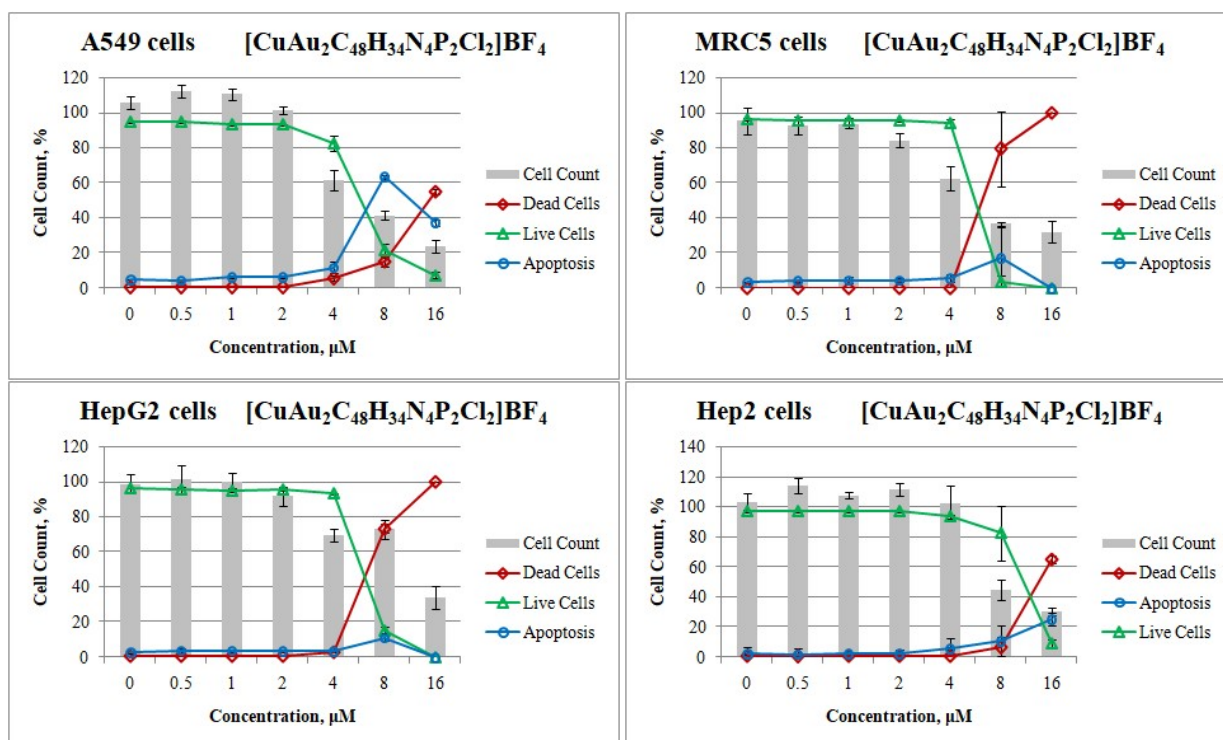 A549 cells [CuAu₂C₄₈H₃₄N₄P₂Cl₂]BF₄
120
100
80
60
40
20
0
Cell Count, %
0 0.5 1 2 4 8 16
Concentration, µM
Cell Count
Dead Cells
Live Cells
Apoptosis
MRC5 cells [CuAu₂C₄₈H₃₄N₄P₂Cl₂]BF₄
120
100
80
60
40
20
0
Cell Count, %
0 0.5 1 2 4 8 16
Concentration, µM
Cell Count
Dead Cells
Live Cells
Apoptosis
HepG2 cells [CuAu₂C₄₈H₃₄N₄P₂Cl₂]BF₄
120
100
80
60
40
20
0
Cell Count, %
0 0.5 1 2 4 8 16
Concentration, µM
Cell Count
Dead Cells
Live Cells
Apoptosis
Hep2 cells [CuAu₂C₄₈H₃₄N₄P₂Cl₂]BF₄
140
120
100
80
60
40
20
0
Cell Count, %
0 0.5 1 2 4 8 16
Concentration, µM
Cell Count
Dead Cells
Apoptosis
Live Cells